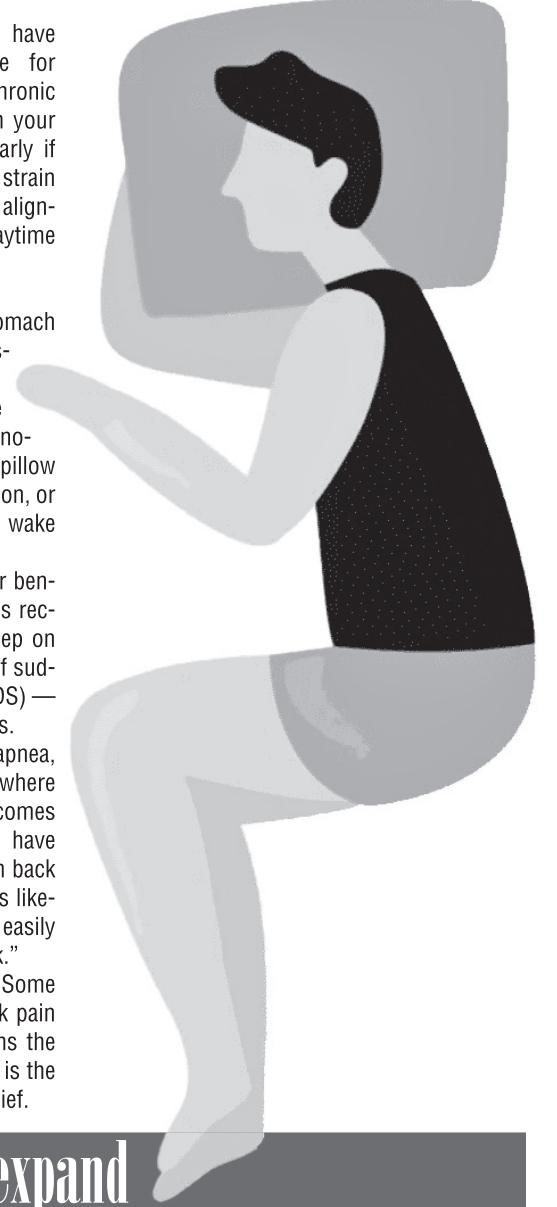 have
e for
hronic
n your
arly if
strain
align-
aytime
omach
s-
e
no-
pillow
on, or
wake
r ben-
s rec-
ep on
f sud-
DS) —
s.
apnea,
where
comes
have
n back
s like-
easily
k.”
Some
k pain
ns the
is the
ief.
expand